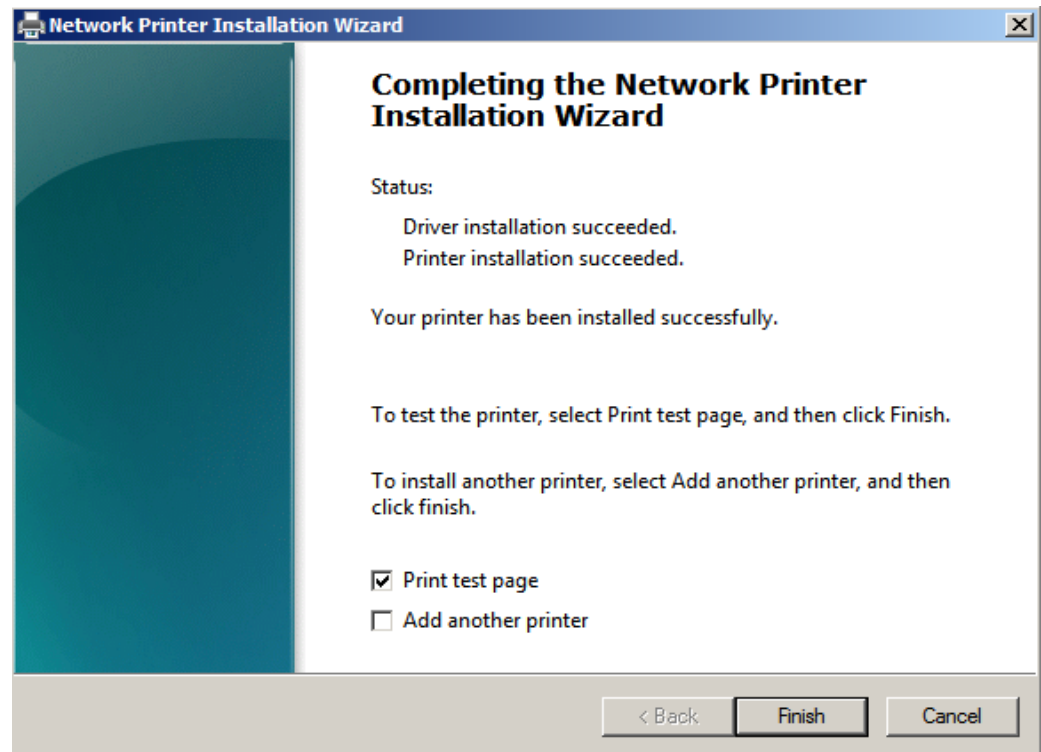 Network Printer Installation Wizard
Completing the Network Printer
Installation Wizard
Status:
Driver installation succeeded.
Printer installation succeeded.
Your printer has been installed successfully.
To test the printer, select Print test page, and then click Finish.
To install another printer, select Add another printer, and then
click finish.
Print test page
Add another printer
< Back
Finish
Cancel